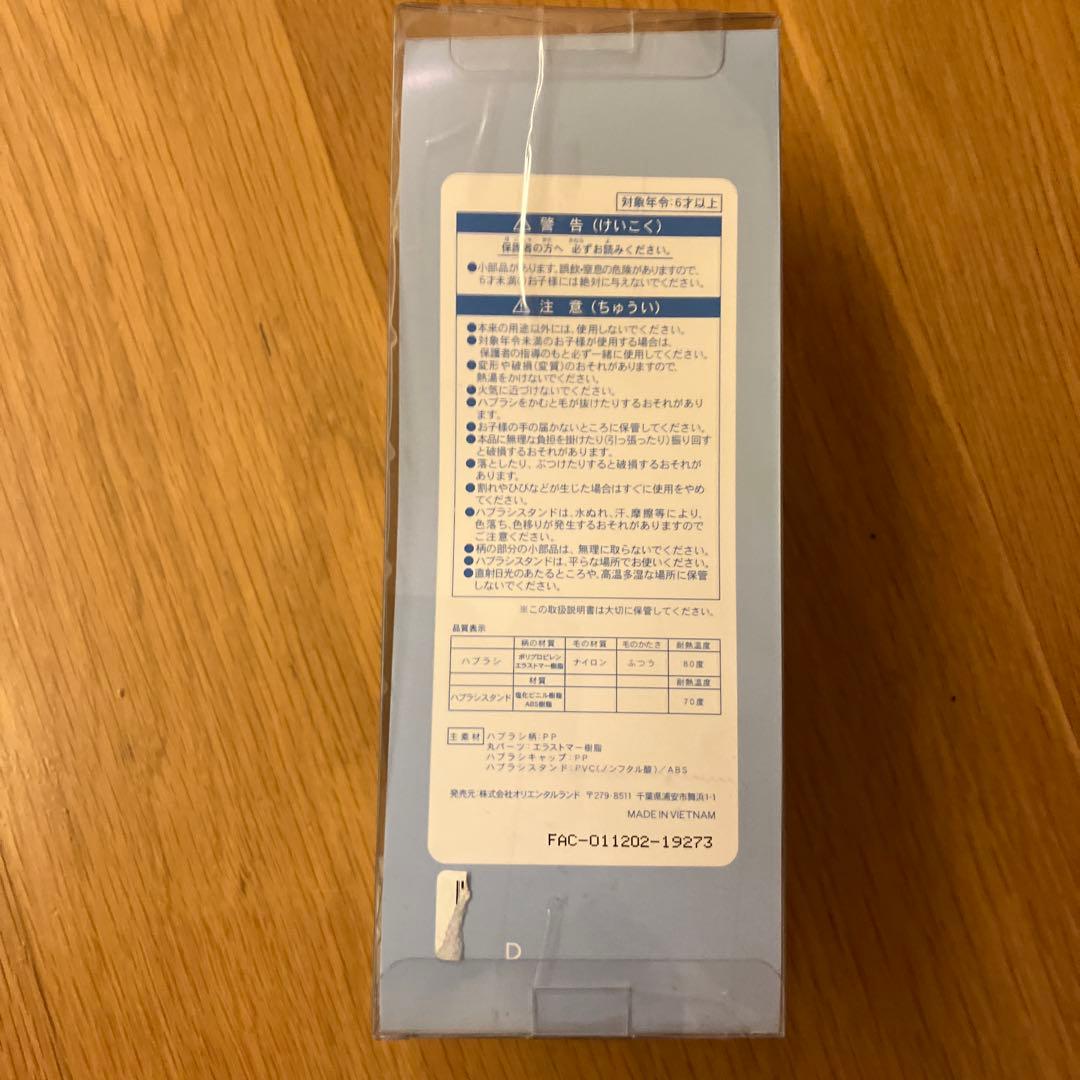 対象年令:6才以上
⚠ 警告(けいこく)
保護者の方へ 必ずお読みください。
●小部品があります。誤飲・窒息の危険がありますので、
6才未満のお子様には絶対に与えないでください。
⚠ 注意(ちゅうい)
●本来の用途以外には、使用しないでください。
●対象年令未満のお子様が使用する場合は、
保護者の指導のもと必ず一緒に使用してください。
●変形や破損(変質)のおそれがありますので、
熱湯をかけないでください。
●火気に近づけないでください。
●ハブラシをかむと毛が抜けたりするおそれがあり
ます。
●お子様の手の届かないところに保管してください。
●本品に無理な負担を掛けたり(引っ張ったり)振り回す
と破損するおそれがあります。
●落としたり、ぶつけたりすると破損するおそれが
あります。
●割れやひびなどが生じた場合はすぐに使用をやめ
てください。
●ハブラシスタンドは、水ぬれ、汗、摩擦等により、
色落ち、色移りが発生するおそれがありますので
ご注意ください。
●柄の部分の小部品は、無理に取らないでください。
●ハブラシスタンドは、平らな場所でお使いください。
●直射日光のあたるところや、高温多湿な場所に保管
しないでください。
※この取扱説明書は大切に保管してください。
品質表示
柄の材質 毛の材質 毛のかたさ 耐熱温度
ハブラシ ポリプロピレン エラストマー樹脂 ナイロン ふつう 80度
材質 耐熱温度
ハブラシスタンド 塩化ビニル樹脂 ABS樹脂 70度
主素材 ハブラシ柄:PP
丸パーツ:エラストマー樹脂
ハブラシキャップ:PP
ハブラシスタンド:PVC(ノンフタル酸)/ABS
発売元:株式会社オリエンタルランド 〒279-8511 千葉県浦安市舞浜1-1
MADE IN VIETNAM
FAC-011202-19273
D